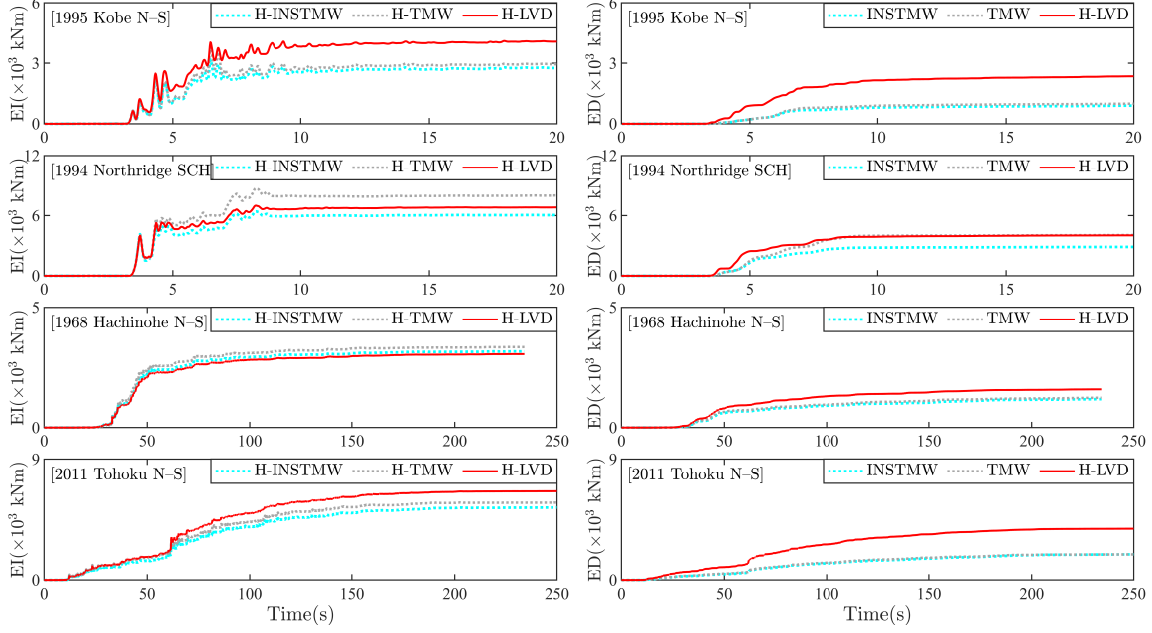 [1995 Kobe N–S] H-INSTMW H-TMW H-LVD
EI(×10³ kNm)
6
3
0
0 5 10 15 20
[1995 Kobe N–S] INSTMW TMW H-LVD
ED(×10³ kNm)
6
3
0
0 5 10 15 20
[1994 Northridge SCH] H-INSTMW H-TMW H-LVD
EI(×10³ kNm)
12
6
0
0 5 10 15 20
[1994 Northridge SCH] INSTMW TMW H-LVD
ED(×10³ kNm)
12
6
0
0 5 10 15 20
[1968 Hachinohe N–S] H-INSTMW H-TMW H-LVD
EI(×10³ kNm)
5
0
0 50 100 150 200 250
[1968 Hachinohe N–S] INSTMW TMW H-LVD
ED(×10³ kNm)
5
0
0 50 100 150 200 250
[2011 Tohoku N–S] H-INSTMW H-TMW H-LVD
EI(×10³ kNm)
9
0
0 50 100 150 200 250
Time(s)
[2011 Tohoku N–S] INSTMW TMW H-LVD
ED(×10³ kNm)
9
0
0 50 100 150 200 250
Time(s)